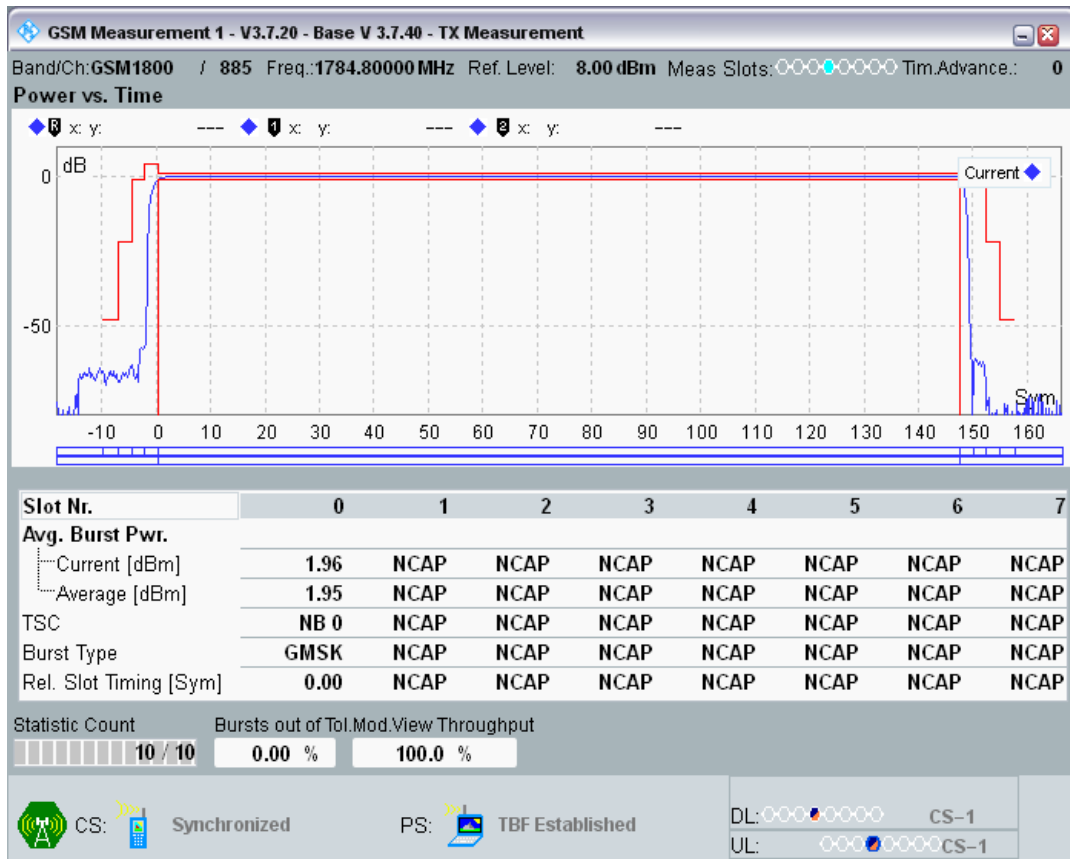 GSM Measurement 1 - V3.7.20 - Base V 3.7.40 - TX Measurement
Band/Ch:GSM1800 / 885 Freq.:1784.80000 MHz Ref. Level: 8.00 dBm Meas Slots: Tim.Advance.: 0
Power vs. Time
R x: y: --- 1 x: y: --- 2 x: y: ---
dB
Current
0
-50
Sym
-10 0 10 20 30 40 50 60 70 80 90 100 110 120 130 140 150 160
Slot Nr. 0 1 2 3 4 5 6 7
Avg. Burst Pwr.
Current [dBm] 1.96 NCAP NCAP NCAP NCAP NCAP NCAP NCAP
Average [dBm] 1.95 NCAP NCAP NCAP NCAP NCAP NCAP NCAP
TSC NB 0 NCAP NCAP NCAP NCAP NCAP NCAP NCAP
Burst Type GMSK NCAP NCAP NCAP NCAP NCAP NCAP NCAP
Rel. Slot Timing [Sym] 0.00 NCAP NCAP NCAP NCAP NCAP NCAP NCAP
Statistic Count Bursts out of Tol. Mod.View Throughput
10 / 10 0.00 % 100.0 %
CS: Synchronized PS: TBF Established
DL: CS-1
UL: CS-1